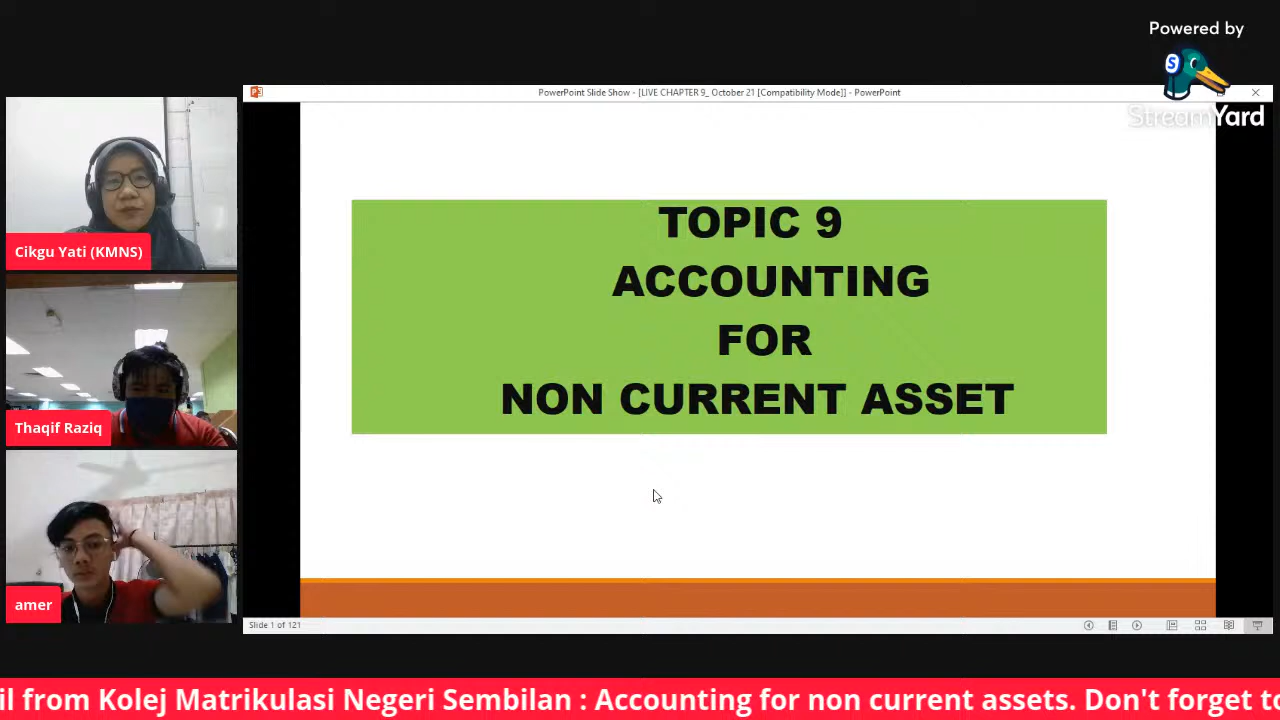 Powered by
S
StreamYard
PowerPoint Slide Show - [LIVE CHAPTER 9_ October 21 [Compatibility Mode]] - PowerPoint
Cikgu Yati (KMNS)
Thaqif Raziq
amer
TOPIC 9
ACCOUNTING
FOR
NON CURRENT ASSET
Slide 1 of 121
il from Kolej Matrikulasi Negeri Sembilan : Accounting for non current assets. Don't forget to